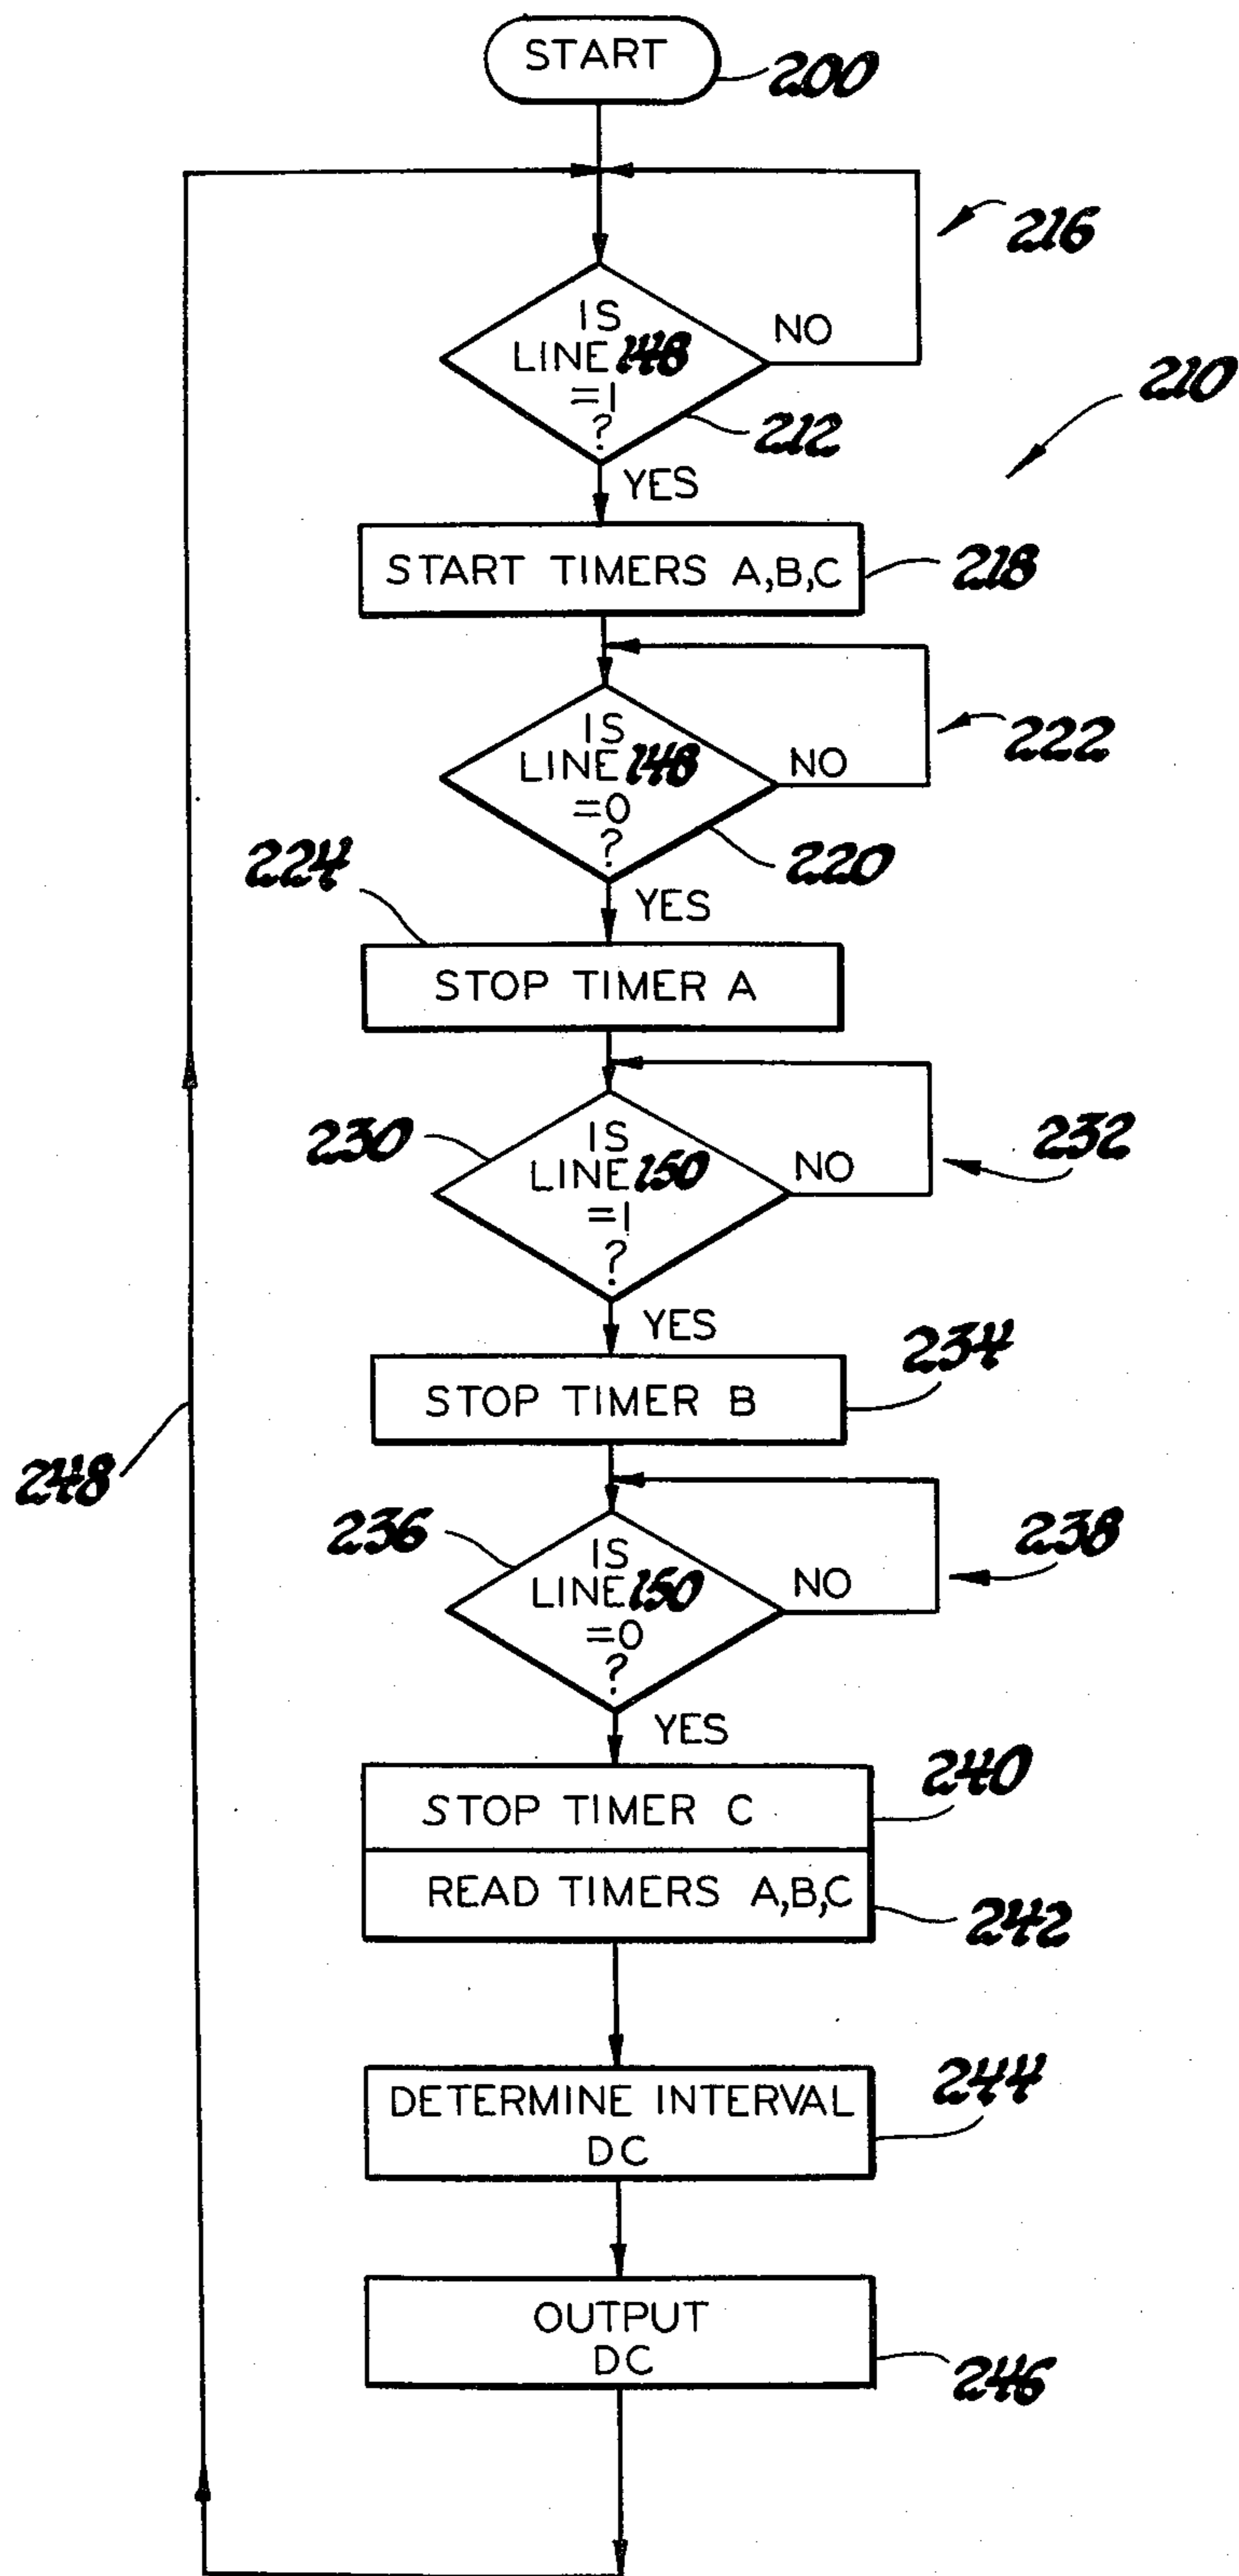 START
200
216
IS
LINE 148
=1
?
NO
212
210
YES
START TIMERS A,B,C
218
IS
LINE 148
=0
?
NO
222
220
224
YES
STOP TIMER A
230
IS
LINE 150
=1
?
NO
232
YES
234
STOP TIMER B
248
236
IS
LINE 150
=0
?
NO
238
YES
STOP TIMER C
240
READ TIMERS A,B,C
242
DETERMINE INTERVAL
DC
244
OUTPUT
DC
246